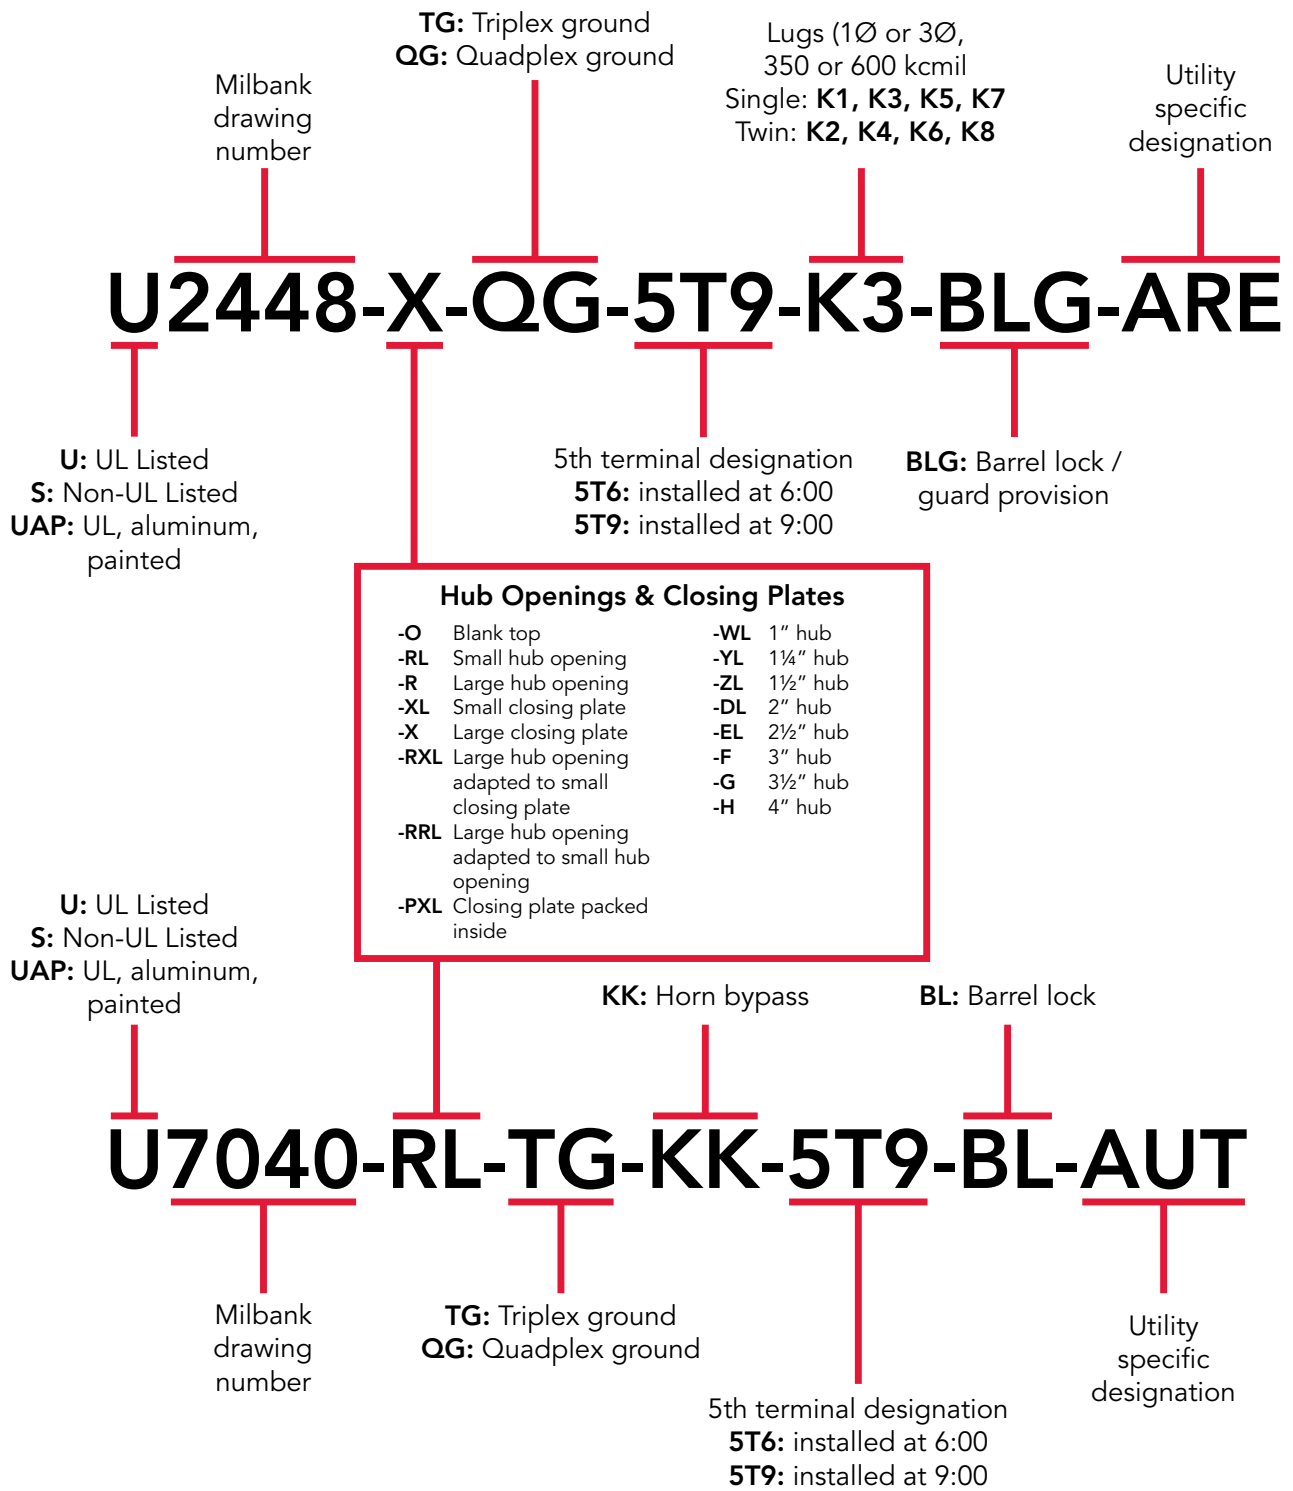 TG: Triplex ground
QG: Quadplex ground
Lugs (1Ø or 3Ø,
350 or 600 kcmil
Single: K1, K3, K5, K7
Twin: K2, K4, K6, K8
Milbank
drawing
number
Utility
specific
designation
U2448-X-QG-5T9-K3-BLG-ARE
U: UL Listed
S: Non-UL Listed
UAP: UL, aluminum,
painted
5th terminal designation
5T6: installed at 6:00
5T9: installed at 9:00
BLG: Barrel lock /
guard provision
Hub Openings & Closing Plates
-O Blank top
-RL Small hub opening
-R Large hub opening
-XL Small closing plate
-X Large closing plate
-RXL Large hub opening
adapted to small
closing plate
-RRL Large hub opening
adapted to small hub
opening
-PXL Closing plate packed
inside
-WL 1” hub
-YL 1¼” hub
-ZL 1½” hub
-DL 2” hub
-EL 2½” hub
-F 3” hub
-G 3½” hub
-H 4” hub
U: UL Listed
S: Non-UL Listed
UAP: UL, aluminum,
painted
KK: Horn bypass
BL: Barrel lock
U7040-RL-TG-KK-5T9-BL-AUT
Milbank
drawing
number
TG: Triplex ground
QG: Quadplex ground
5th terminal designation
5T6: installed at 6:00
5T9: installed at 9:00
Utility
specific
designation